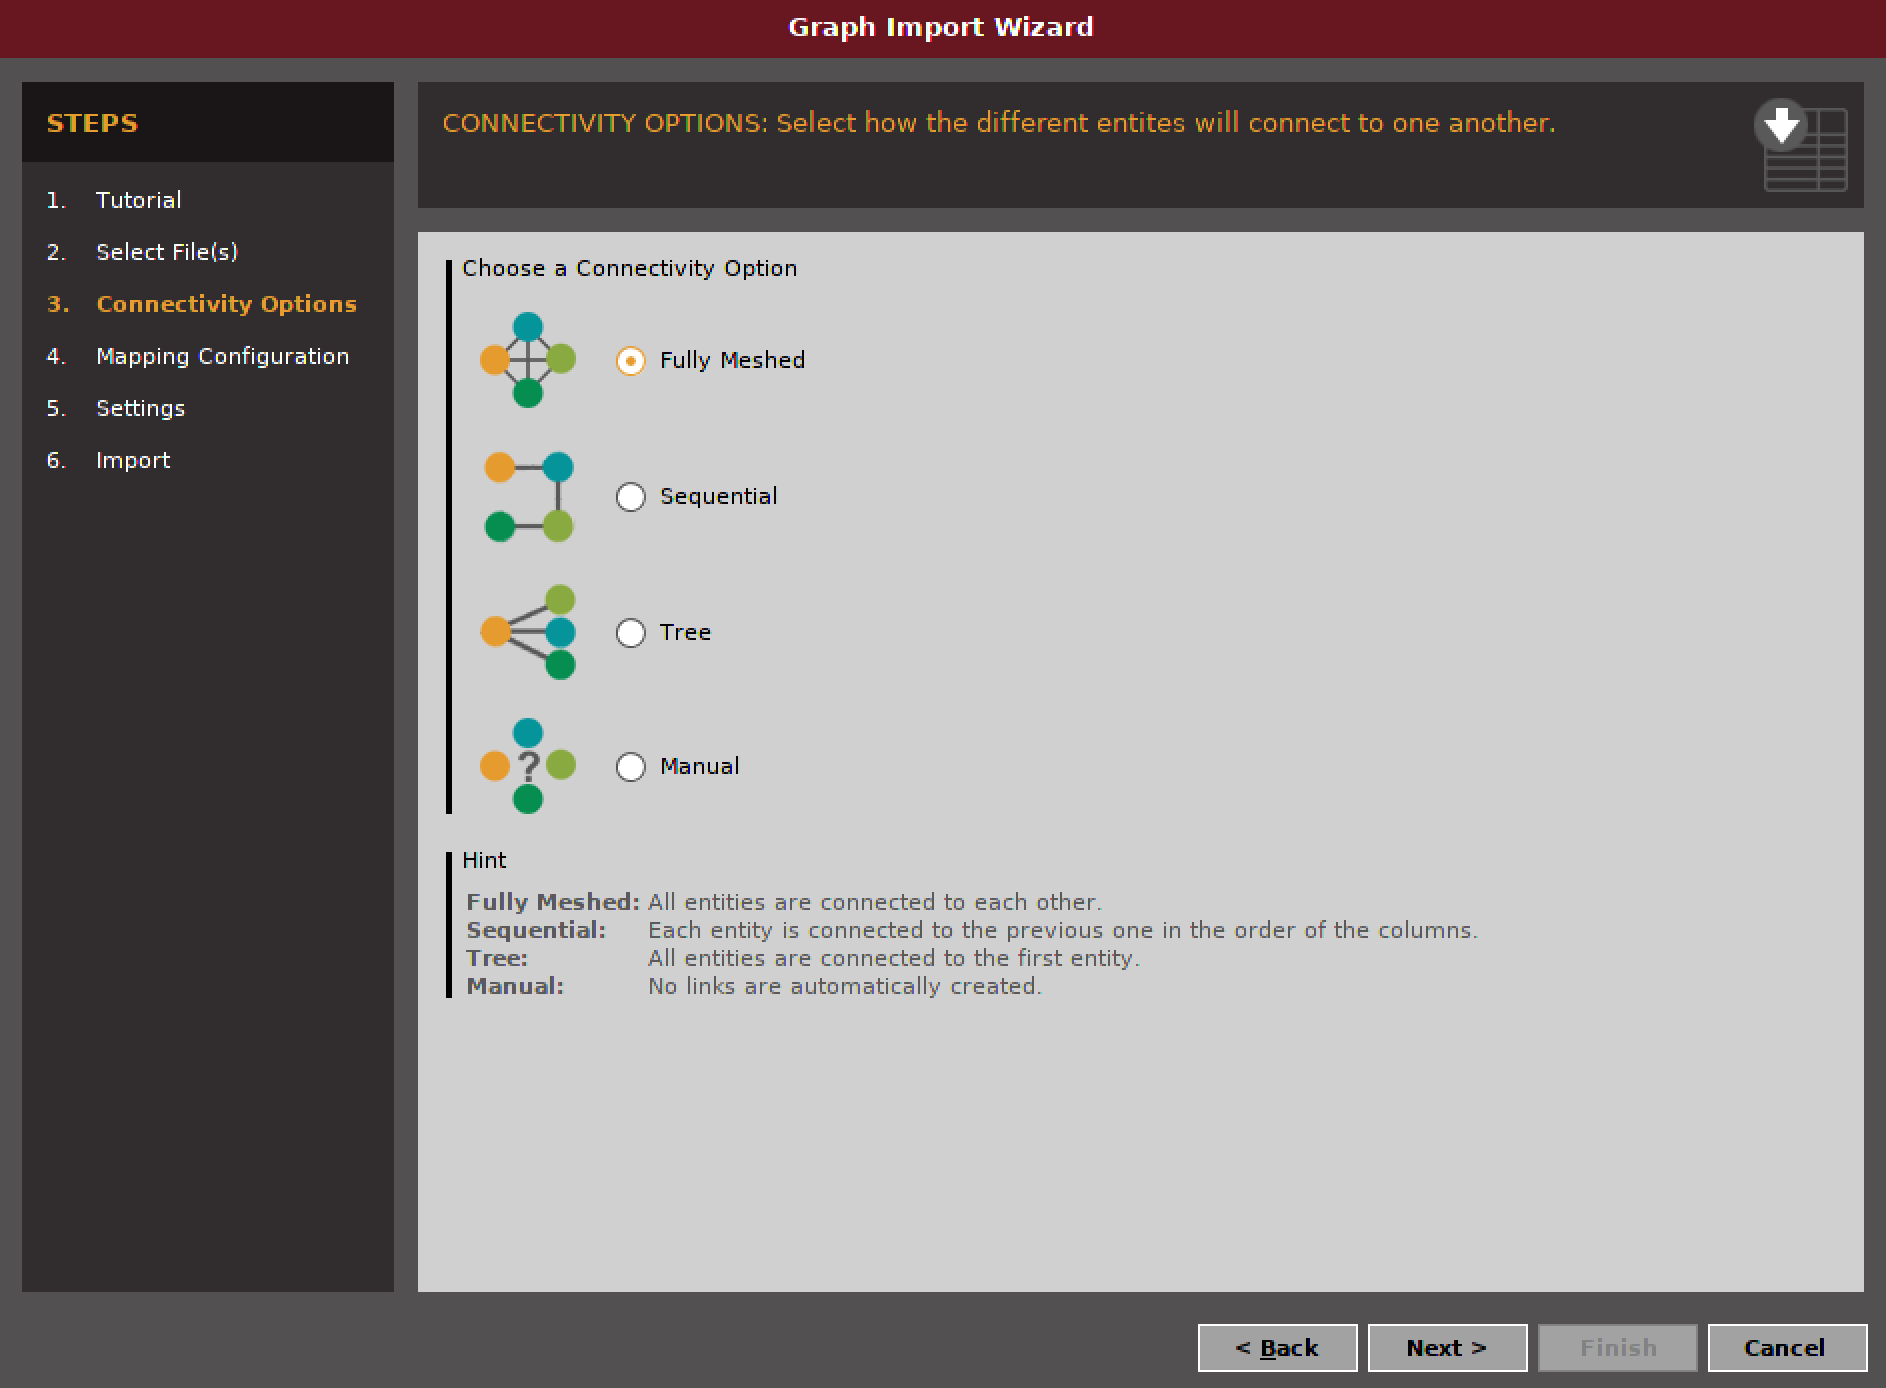 Graph Import Wizard
STEPS
1. Tutorial
2. Select File(s)
3. Connectivity Options
4. Mapping Configuration
5. Settings
6. Import
CONNECTIVITY OPTIONS: Select how the different entites will connect to one another.
Choose a Connectivity Option
Fully Meshed
Sequential
Tree
?
Manual
Hint
Fully Meshed: All entities are connected to each other.
Sequential: Each entity is connected to the previous one in the order of the columns.
Tree: All entities are connected to the first entity.
Manual: No links are automatically created.
< Back Next > Finish Cancel